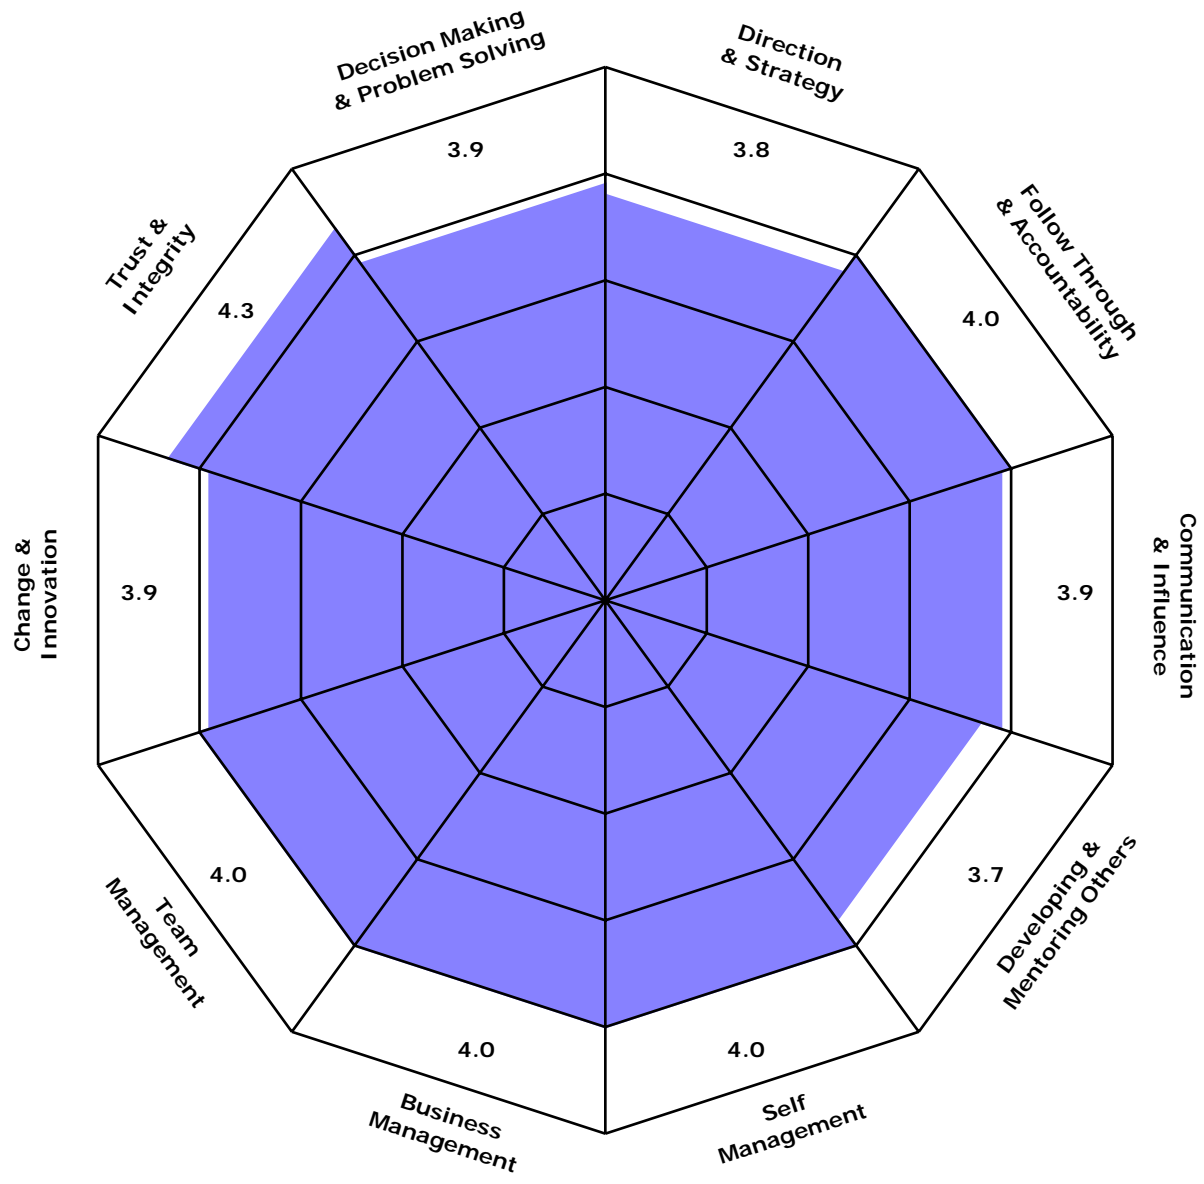 Decision Making
& Problem Solving
3.9
Direction
& Strategy
3.8
Follow Through
& Accountability
4.0
Communication
& Influence
3.9
Developing &
Mentoring Others
3.7
Self
Management
4.0
Business
Management
4.0
Team
Management
4.0
Change &
Innovation
3.9
Trust &
Integrity
4.3